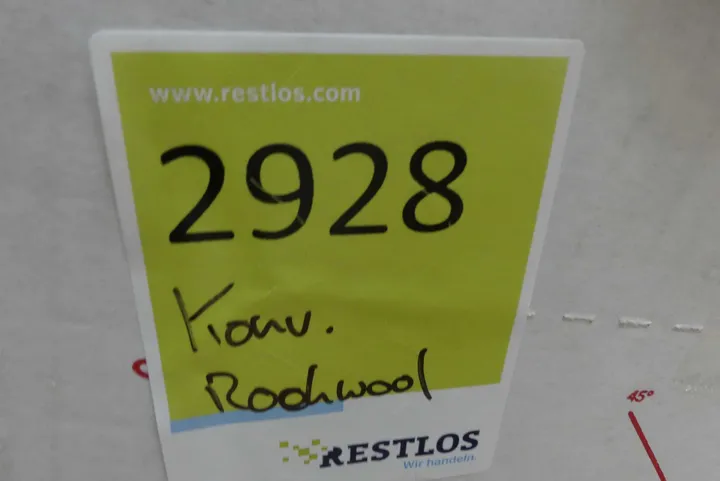 www.restlos.com
2928
Konv.
Rockwool
RESTLOS
Wir handeln.
45°